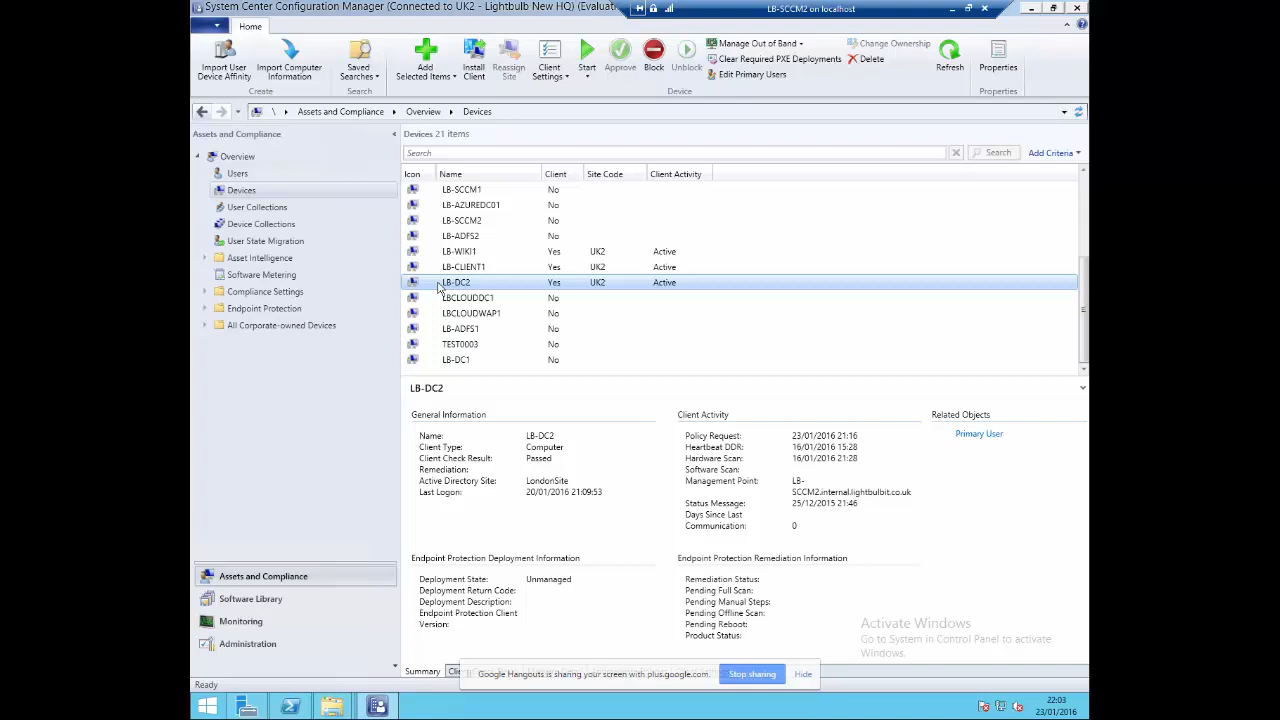 System Center Configuration Manager (Connected to UK2 - Lightbulb New HQ) (Evaluat
LB-SCCM2 on localhost
Home
Import User Device Affinity
Import Computer Information
Saved Searches
Add Selected Items
Install Client
Reassign Site
Client Settings
Start
Approve
Block
Unblock
Manage Out of Band
Clear Required PXE Deployments
Edit Primary Users
Change Ownership
Delete
Refresh
Properties
Create
Search
Device
Properties
\ Assets and Compliance Overview Devices
Assets and Compliance
Overview
Users
Devices
User Collections
Device Collections
User State Migration
Asset Intelligence
Software Metering
Compliance Settings
Endpoint Protection
All Corporate-owned Devices
Assets and Compliance
Software Library
Monitoring
Administration
Devices 21 items
Search
Search
Add Criteria
Icon Name Client Site Code Client Activity
LB-SCCM1 No
LB-AZUREDC01 No
LB-SCCM2 No
LB-ADFS2 No
LB-WIKI1 Yes UK2 Active
LB-CLIENT1 Yes UK2 Active
LB-DC2 Yes UK2 Active
LBCLOUDDC1 No
LBCLOUDWAP1 No
LB-ADFS1 No
TEST0003 No
LB-DC1 No
LB-DC2
General Information
Name: LB-DC2
Client Type: Computer
Client Check Result: Passed
Remediation:
Active Directory Site: LondonSite
Last Logon: 20/01/2016 21:09:53
Client Activity
Policy Request: 23/01/2016 21:16
Heartbeat DDR: 16/01/2016 15:28
Hardware Scan: 16/01/2016 21:28
Software Scan:
Management Point: LB-
SCCM2.internal.lightbulbit.co.uk
Status Message: 25/12/2015 21:46
Days Since Last
Communication: 0
Related Objects
Primary User
Endpoint Protection Deployment Information
Deployment State: Unmanaged
Deployment Return Code:
Deployment Description:
Endpoint Protection Client
Version:
Endpoint Protection Remediation Information
Remediation Status:
Pending Full Scan:
Pending Manual Steps:
Pending Offline Scan:
Pending Reboot:
Product Status:
Activate Windows
Go to System in Control Panel to activate
Windows.
Summary
Google Hangouts is sharing your screen with plus.google.com.
Stop sharing
Hide
Ready
22:03
23/01/2016